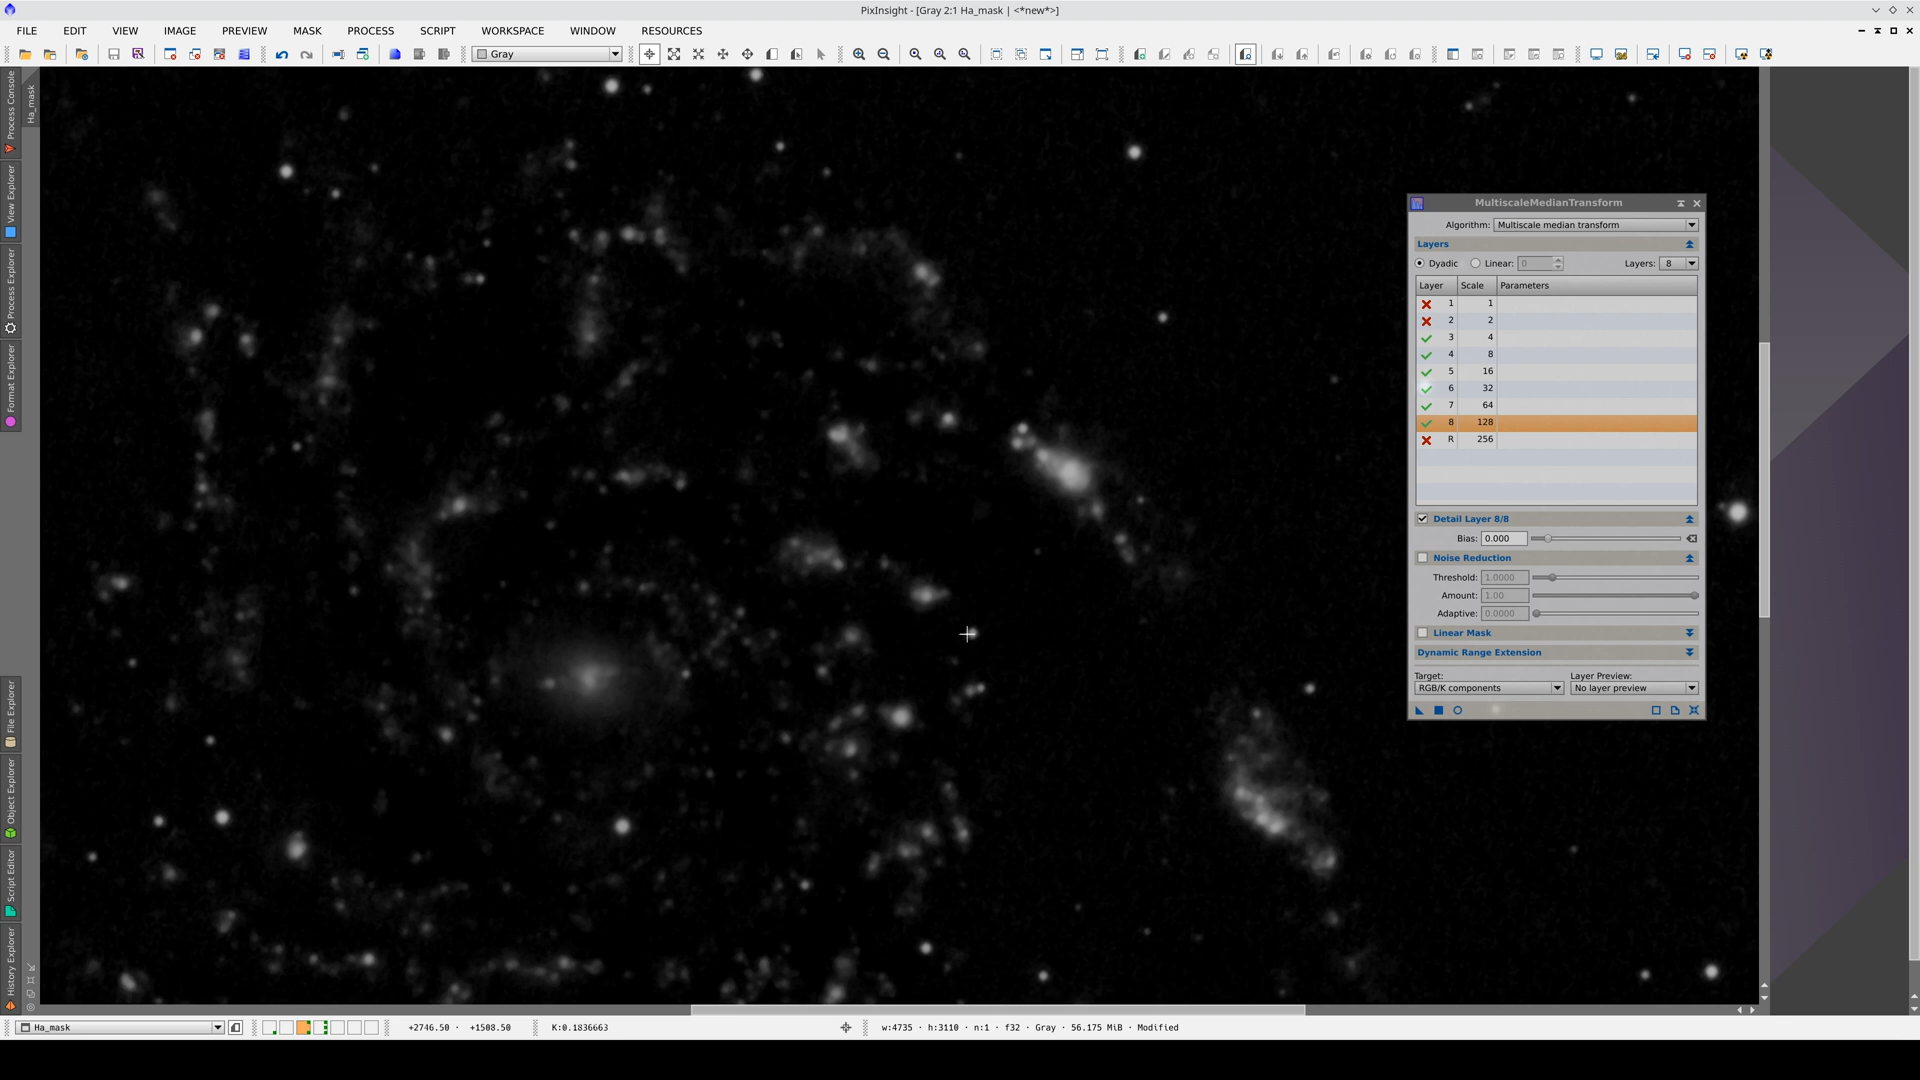 PixInsight - [Gray 2:1 Ha_mask | <*new*>]
FILE EDIT VIEW IMAGE PREVIEW MASK PROCESS SCRIPT WORKSPACE WINDOW RESOURCES
Gray
Process Console
View Explorer
Process Explorer
Format Explorer
File Explorer
Object Explorer
Script Editor
History Explorer
Ha_mask
MultiscaleMedianTransform
Algorithm: Multiscale median transform
Layers
Dyadic Linear: 0 Layers: 8
Layer Scale Parameters
1 1
2 2
3 4
4 8
5 16
6 32
7 64
8 128
R 256
Detail Layer 8/8
Bias: 0.000
Noise Reduction
Threshold: 1.0000
Amount: 1.00
Adaptive: 0.0000
Linear Mask
Dynamic Range Extension
Target: Layer Preview:
RGB/K components No layer preview
Ha_mask +2746.50 · +1508.50 K:0.1836663 w:4735 · h:3110 · n:1 · f32 · Gray · 56.175 MiB · Modified